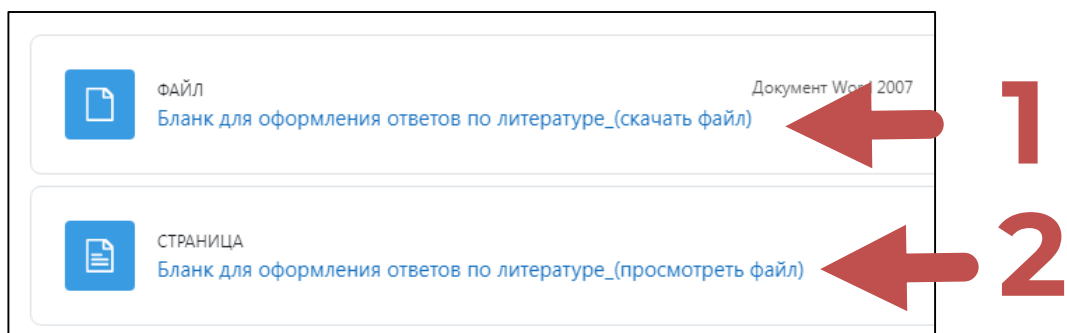 ФАЙЛ
Документ Word 2007
Бланк для оформления ответов по литературе_(скачать файл)
1
СТРАНИЦА
Бланк для оформления ответов по литературе_(просмотреть файл)
2